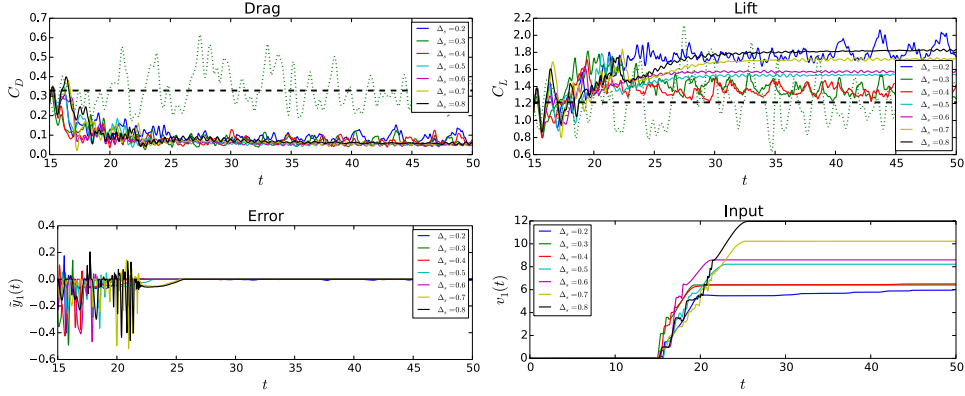 Drag
C_D
0.7
0.6
0.5
0.4
0.3
0.2
0.1
0.0
15 20 25 30 35 40 45 50
t
Δ_s = 0.2
Δ_s = 0.3
Δ_s = 0.4
Δ_s = 0.5
Δ_s = 0.6
Δ_s = 0.7
Δ_s = 0.8
Lift
C_L
2.2
2.0
1.8
1.6
1.4
1.2
1.0
0.8
0.6
15 20 25 30 35 40 45 50
t
Δ_s = 0.2
Δ_s = 0.3
Δ_s = 0.4
Δ_s = 0.5
Δ_s = 0.6
Δ_s = 0.7
Δ_s = 0.8
Error
ỹ_1(t)
0.4
0.2
0.0
−0.2
−0.4
−0.6
15 20 25 30 35 40 45 50
t
Δ_s = 0.2
Δ_s = 0.3
Δ_s = 0.4
Δ_s = 0.5
Δ_s = 0.6
Δ_s = 0.7
Δ_s = 0.8
Input
v_1(t)
12
10
8
6
4
2
0
0 10 20 30 40 50
t
Δ_s = 0.2
Δ_s = 0.3
Δ_s = 0.4
Δ_s = 0.5
Δ_s = 0.6
Δ_s = 0.7
Δ_s = 0.8